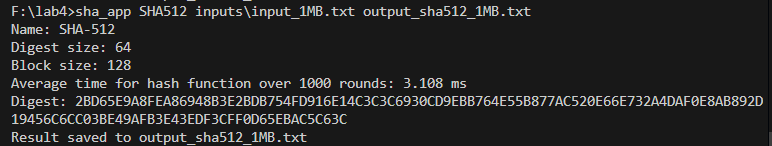 F:\lab4>sha_app SHA512 inputs\input_1MB.txt output_sha512_1MB.txt
Name: SHA-512
Digest size: 64
Block size: 128
Average time for hash function over 1000 rounds: 3.108 ms
Digest: 2BD65E9A8FEA86948B3E2BDB754FD916E14C3C3C6930CD9EBB764E55B877AC520E66E732A4DAF0E8AB892D
19456C6CC03BE49AFB3E43EDF3CFF0D65EBAC5C63C
Result saved to output_sha512_1MB.txt